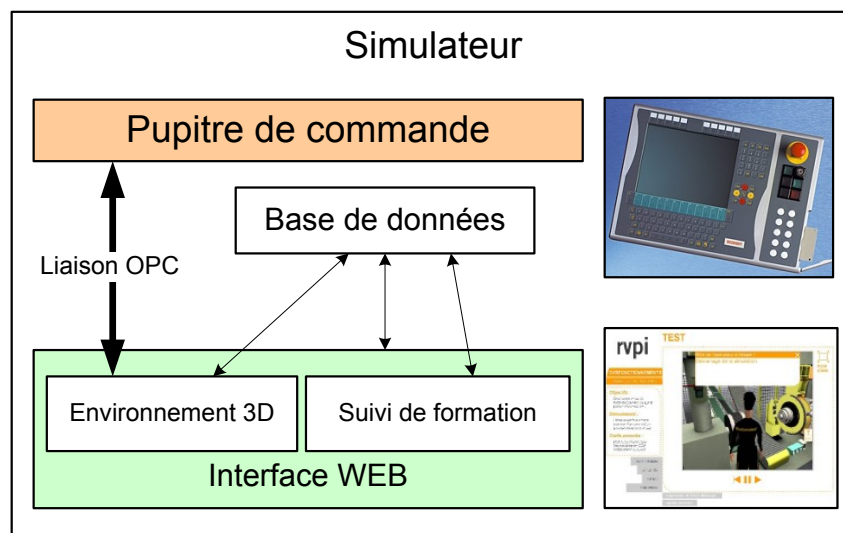 Simulateur
Pupitre de commande
Base de données
Liaison OPC
Environnement 3D
Suivi de formation
Interface WEB
rvpi
TEST